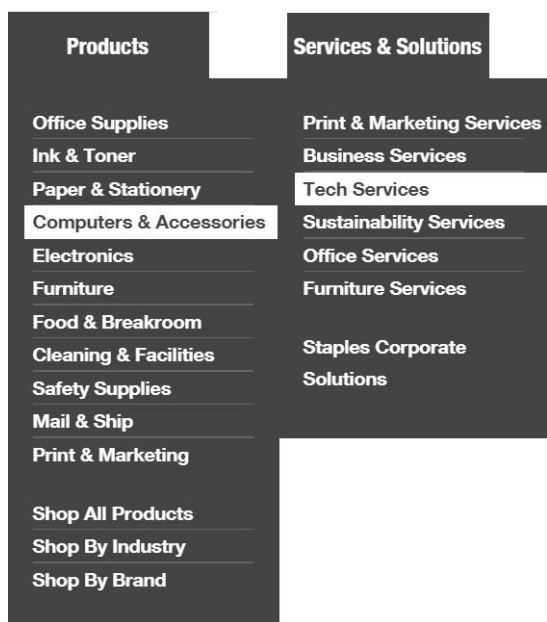 Products
Office Supplies
Ink & Toner
Paper & Stationery
Computers & Accessories
Electronics
Furniture
Food & Breakroom
Cleaning & Facilities
Safety Supplies
Mail & Ship
Print & Marketing
Shop All Products
Shop By Industry
Shop By Brand
Services & Solutions
Print & Marketing Services
Business Services
Tech Services
Sustainability Services
Office Services
Furniture Services
Staples Corporate
Solutions